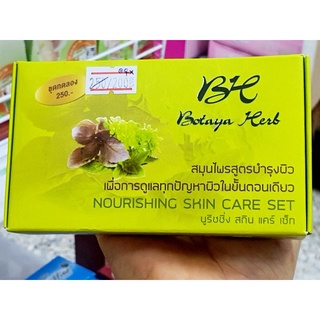 ชุดทดลอง
250.-
250/200
BH
Botaya Herb
สมุนไพรสูตรบำรุงผิว
เพื่อการดูแลทุกปัญหาผิวในขั้นตอนเดียว
NOURISHING SKIN CARE SET
นูริชชิ่ง สกิน แคร์ เซ็ท